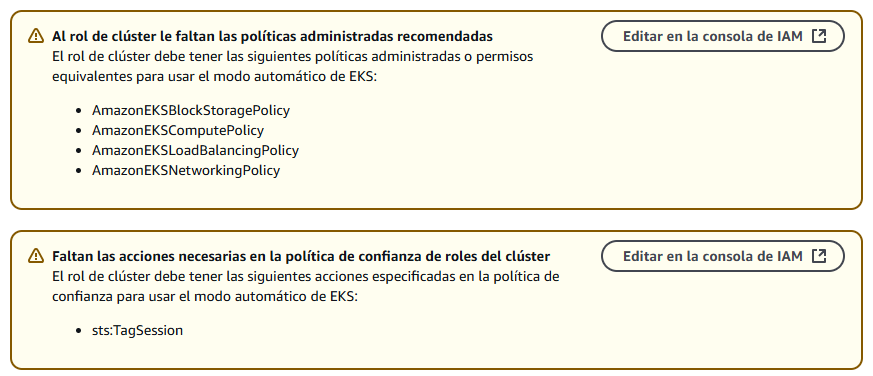 Al rol de clúster le faltan las políticas administradas recomendadas
Editar en la consola de IAM
El rol de clúster debe tener las siguientes políticas administradas o permisos
equivalentes para usar el modo automático de EKS:
AmazonEKSBlockStoragePolicy
AmazonEKSComputePolicy
AmazonEKSLoadBalancingPolicy
AmazonEKSNetworkingPolicy
Faltan las acciones necesarias en la política de confianza de roles del clúster
Editar en la consola de IAM
El rol de clúster debe tener las siguientes acciones especificadas en la política de
confianza para usar el modo automático de EKS:
sts:TagSession